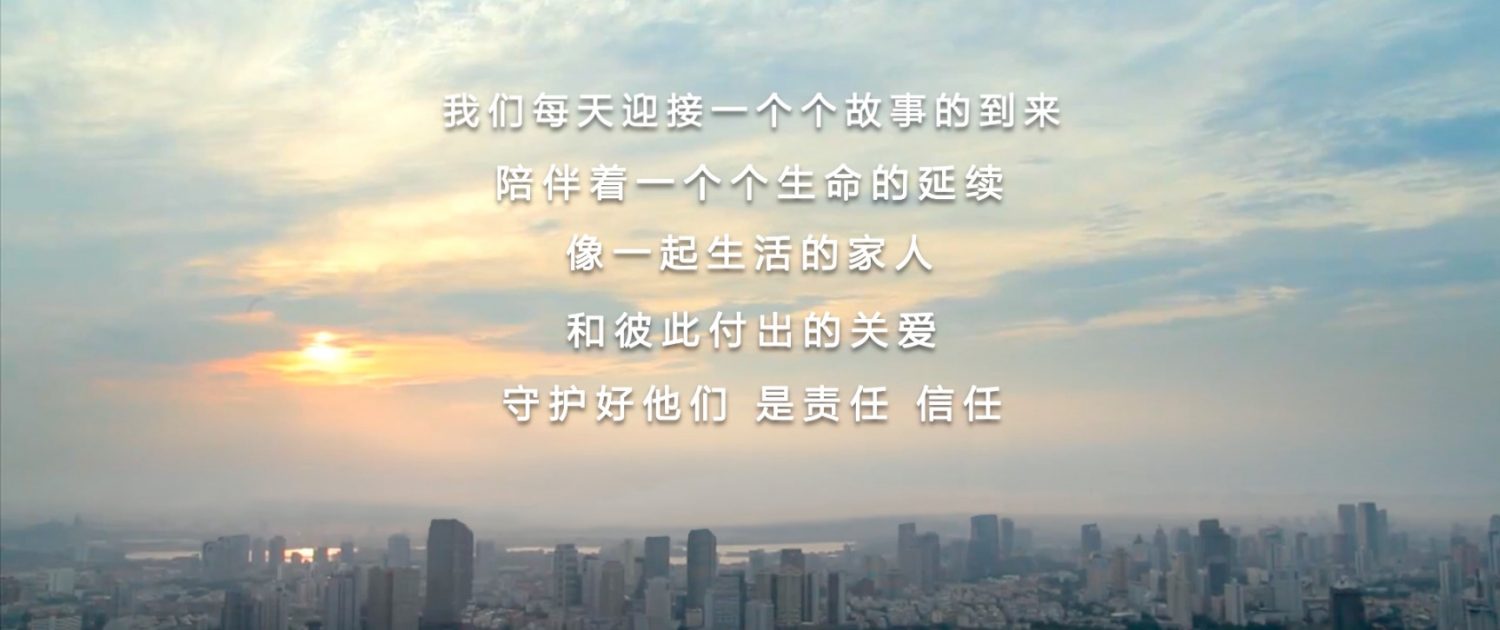 我们每天迎接一个个故事的到来
陪伴着一个个生命的延续
像一起生活的家人
和彼此付出的关爱
守护好他们 是责任 信任